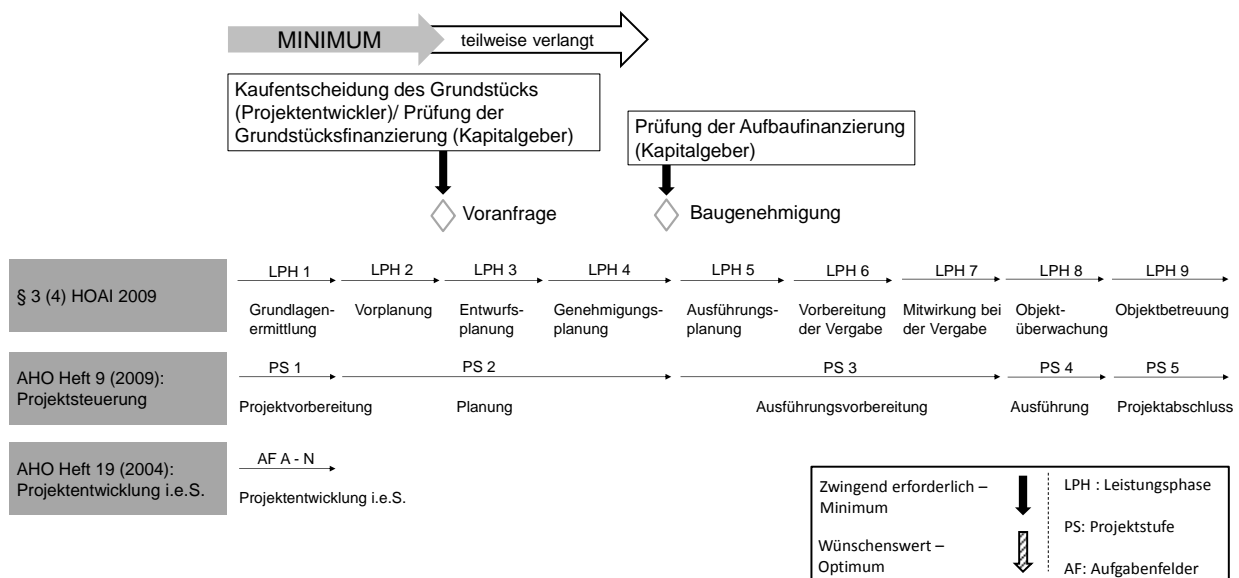 MINIMUM
teilweise verlangt
Kaufentscheidung des Grundstücks
(Projektentwickler)/ Prüfung der
Grundstücksfinanzierung (Kapitalgeber)
Prüfung der Aufbaufinanzierung
(Kapitalgeber)
Voranfrage
Baugenehmigung
§ 3 (4) HOAI 2009
LPH 1
LPH 2
LPH 3
LPH 4
LPH 5
LPH 6
LPH 7
LPH 8
LPH 9
Grundlagen-
ermittlung
Vorplanung
Entwurfs-
planung
Genehmigungs-
planung
Ausführungs-
planung
Vorbereitung
der Vergabe
Mitwirkung bei
der Vergabe
Objekt-
überwachung
Objektbetreuung
AHO Heft 9 (2009):
Projektsteuerung
PS 1
PS 2
PS 3
PS 4
PS 5
Projektvorbereitung
Planung
Ausführungsvorbereitung
Ausführung
Projektabschluss
AHO Heft 19 (2004):
Projektentwicklung i.e.S.
AF A - N
Projektentwicklung i.e.S.
Zwingend erforderlich –
Minimum
Wünschenswert –
Optimum
LPH : Leistungsphase
PS: Projektstufe
AF: Aufgabenfelder